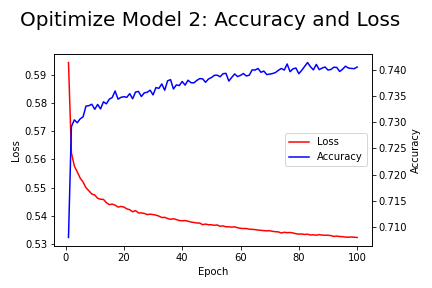 Opitimize Model 2: Accuracy and Loss
0.59
0.58
0.57
0.56
0.55
0.54
0.53
Loss
0.740
0.735
0.730
0.725
0.720
0.715
0.710
Accuracy
Loss
Accuracy
0 20 40 60 80 100
Epoch